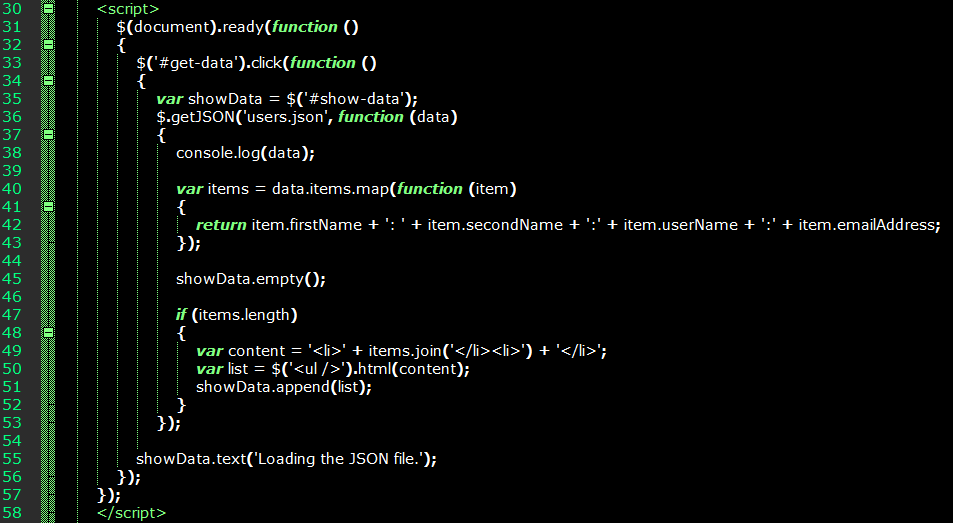 30 <script>
31 $(document).ready(function ()
32 {
33 $('#get-data').click(function ()
34 {
35 var showData = $('#show-data');
36 $.getJSON('users.json', function (data)
37 {
38 console.log(data);
39
40 var items = data.items.map(function (item)
41 {
42 return item.firstName + ': ' + item.secondName + ':' + item.userName + ':' + item.emailAddress;
43 });
44
45 showData.empty();
46
47 if (items.length)
48 {
49 var content = '<li>' + items.join('</li><li>') + '</li>';
50 var list = $('<ul />').html(content);
51 showData.append(list);
52 }
53 });
54
55 showData.text('Loading the JSON file.');
56 });
57 });
58 </script>